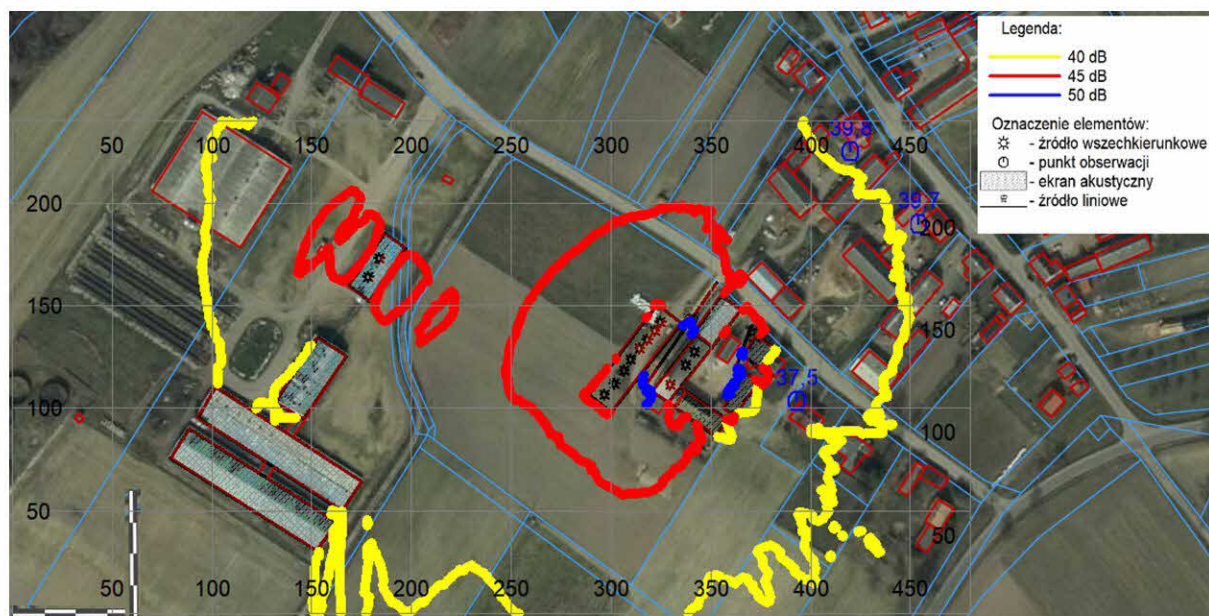 Legenda:
40 dB
45 dB
50 dB
Oznaczenie elementów:
- źródło wszechkierunkowe
- punkt obserwacji
- ekran akustyczny
- źródło liniowe
39,8
50 100 150 200 250 300 350 400 450
39,7
200 200
150 150
37,5
100 100
50 50
50 100 150 200 250 300 350 400 450